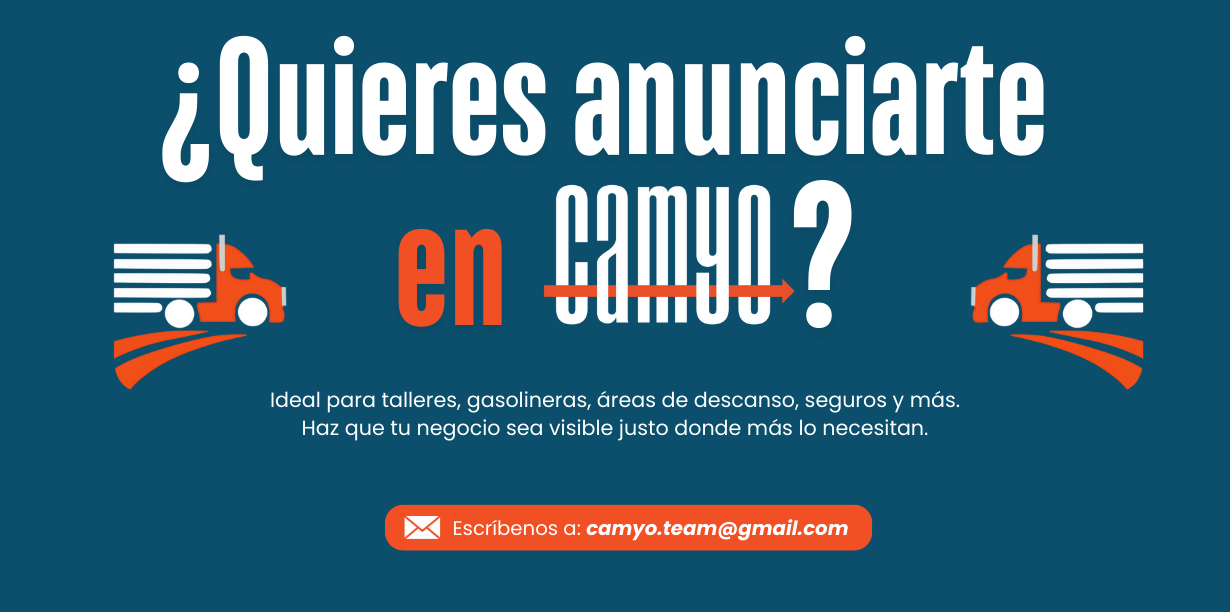 ¿Quieres anunciarte
en camyo?
Ideal para talleres, gasolineras, áreas de descanso, seguros y más.
Haz que tu negocio sea visible justo donde más lo necesitan.
Escríbenos a: camyo.team@gmail.com